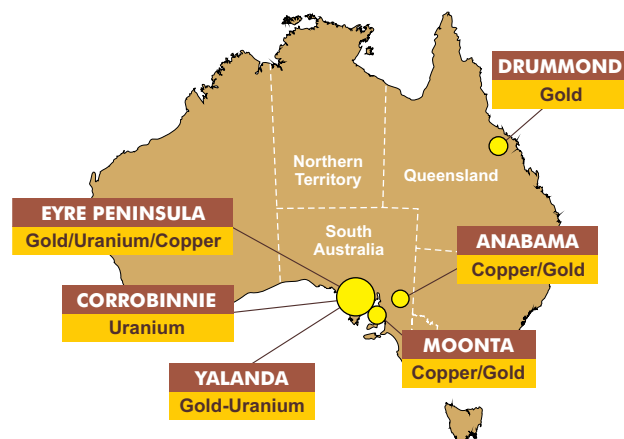 DRUMMOND
Gold
Northern
Territory
Queensland
EYRE PENINSULA
Gold/Uranium/Copper
South
Australia
ANABAMA
Copper/Gold
CORROBINNIE
Uranium
MOONTA
Copper/Gold
YALANDA
Gold-Uranium